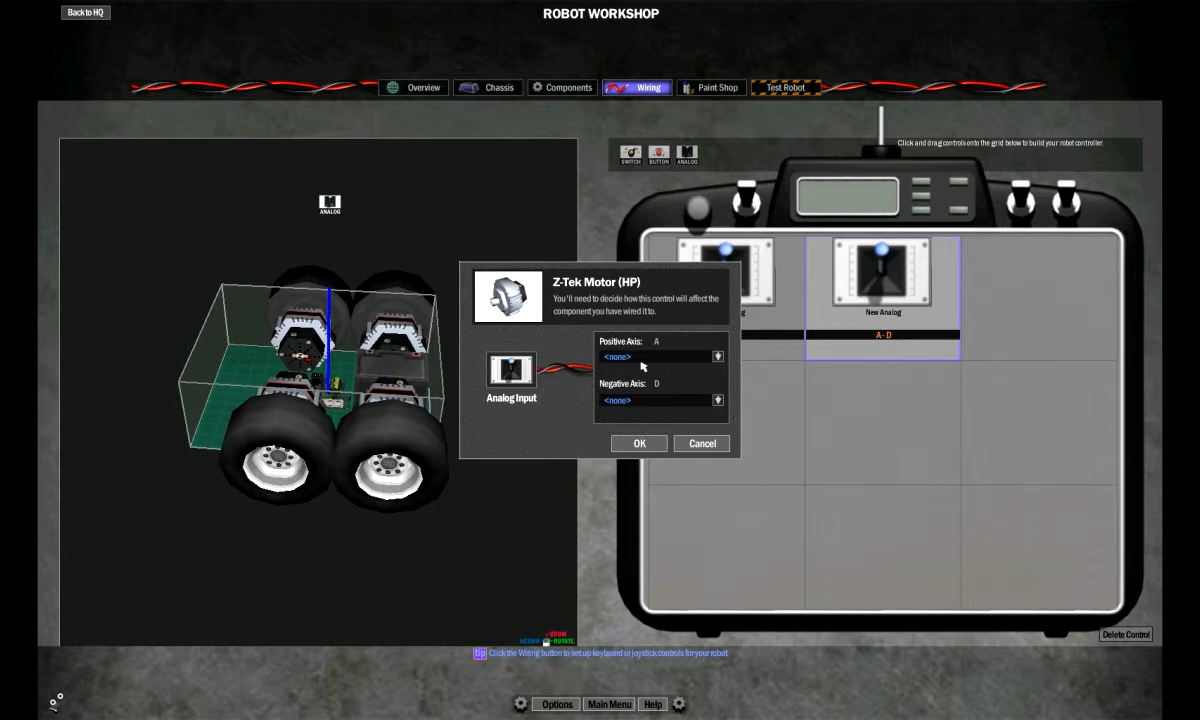 Back to HQ
ROBOT WORKSHOP
Overview
Chassis
Components
Wiring
Paint Shop
Test Robot
Click and drag controls onto the grid below to build your robot controller.
SWITCH
BUTTON
ANALOG
ANALOG
Z-Tek Motor (HP)
You'll need to decide how this control will affect the
component you have wired it to.
Positive Axis: A
<none>
Negative Axis: D
<none>
Analog Input
OK
Cancel
New Analog
A-D
ZOOM
ACTION
ROTATE
Delete Control
tip Click the Wiring button to set up keyboard or joystick controls for your robot
Options
Main Menu
Help